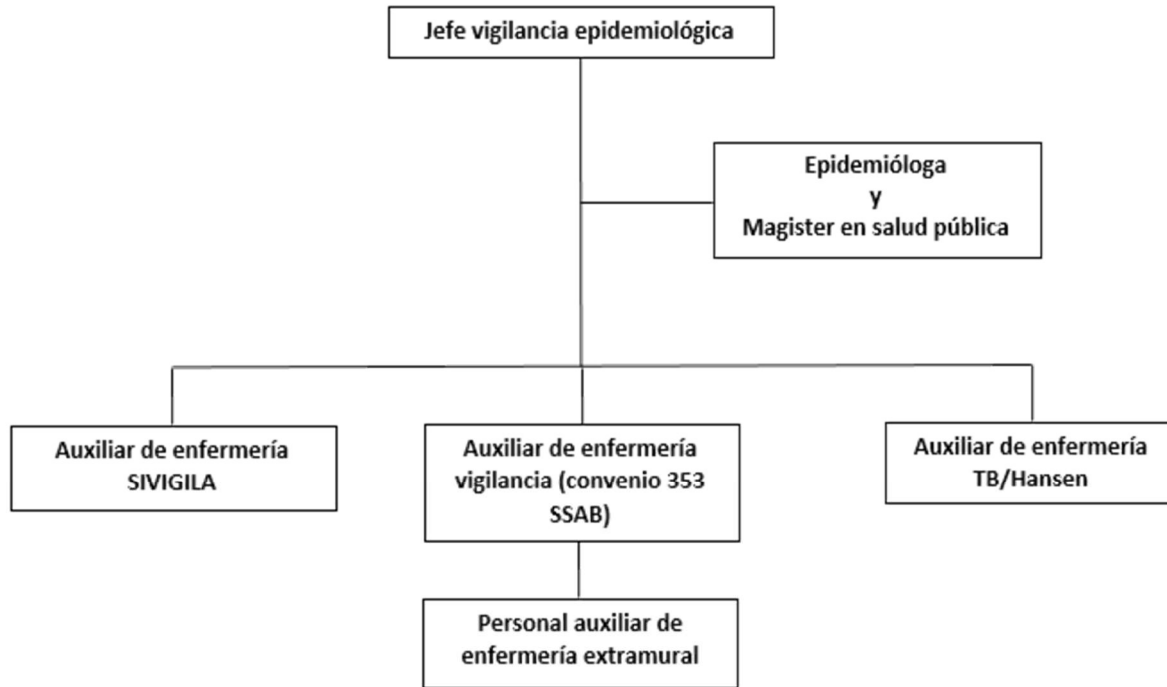 Jefe vigilancia epidemiológica
Epidemióloga
y
Magister en salud pública
Auxiliar de enfermería
SIVIGILA
Auxiliar de enfermería
vigilancia (convenio 353
SSAB)
Auxiliar de enfermería
TB/Hansen
Personal auxiliar de
enfermería extramural